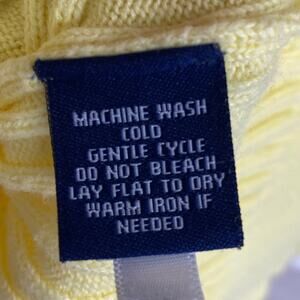 MACHINE WASH
COLD
GENTLE CYCLE
DO NOT BLEACH
LAY FLAT TO DRY
WARM IRON IF
NEEDED